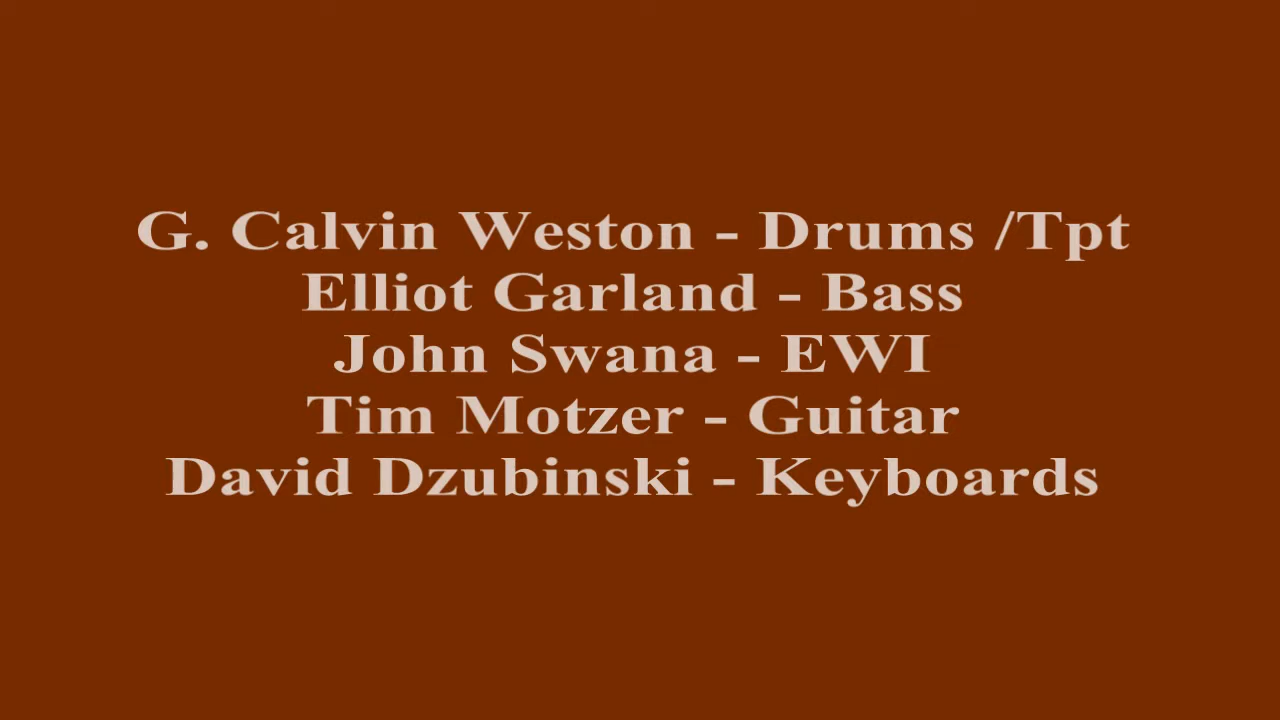 G. Calvin Weston - Drums /Tpt
Elliot Garland - Bass
John Swana - EWI
Tim Motzer - Guitar
David Dzubinski - Keyboards